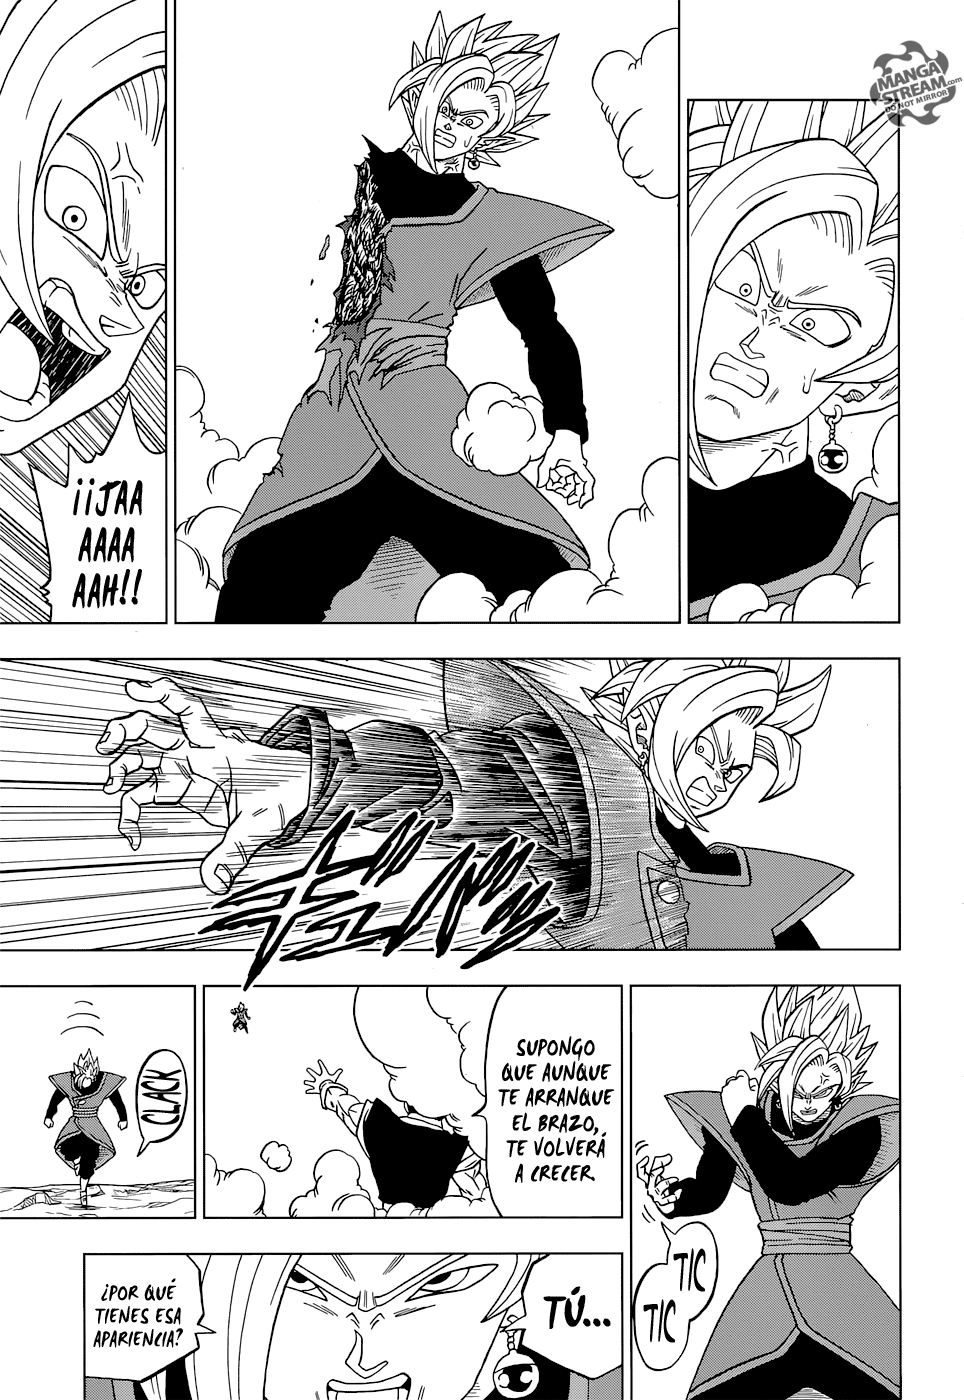 MANGA
STREAM.com
DO NOT MIRROR
¡¡JAA
AAAA
AAH!!
TIC
TIC
SUPONGO
QUE AUNQUE
TE ARRANQUE
EL BRAZO,
TE VOLVERÁ
A CRECER.
CLACK
TÚ...
¿POR QUÉ
TIENES ESA
APARIENCIA?